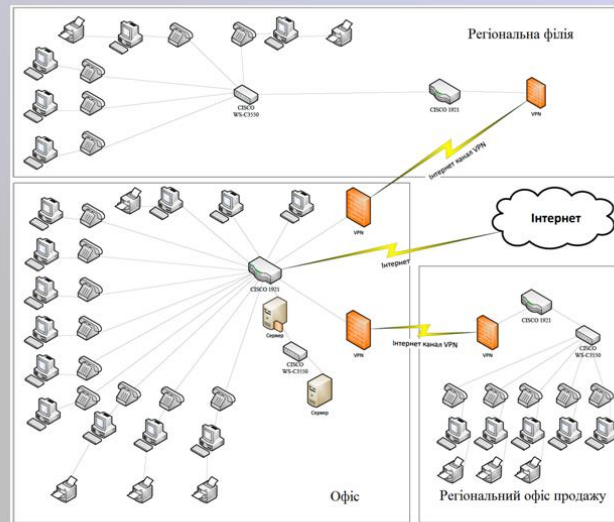 Регіональна філія
CISCO
WS-C3550
CISCO 1921
VPN
Інтернет канал VPN
VPN
Інтернет
Інтернет
CISCO 1921
Сервер
CISCO
WS-C3550
Сервер
VPN
Інтернет канал VPN
VPN
CISCO 1921
CISCO
WS-C3550
Офіс
Регіональний офіс продажу